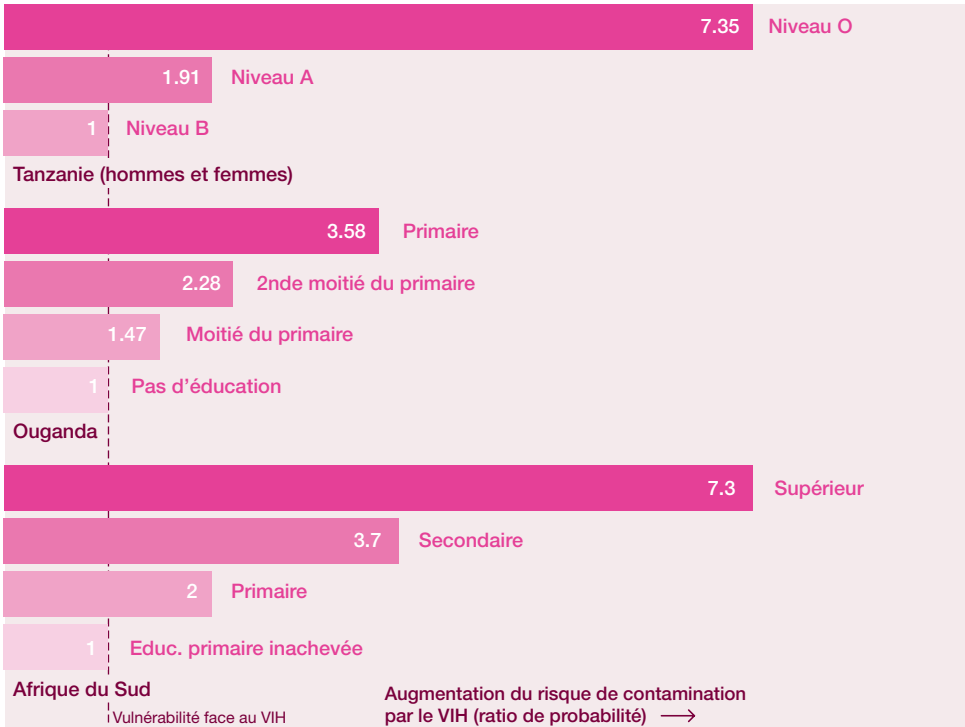 7.35 Niveau O
1.91 Niveau A
1 Niveau B
Tanzanie (hommes et femmes)
3.58 Primaire
2.28 2nde moitié du primaire
1.47 Moitié du primaire
1 Pas d’éducation
Ouganda
7.3 Supérieur
3.7 Secondaire
2 Primaire
1 Educ. primaire inachevée
Afrique du Sud
Vulnérabilité face au VIH
Augmentation du risque de contamination
par le VIH (ratio de probabilité)